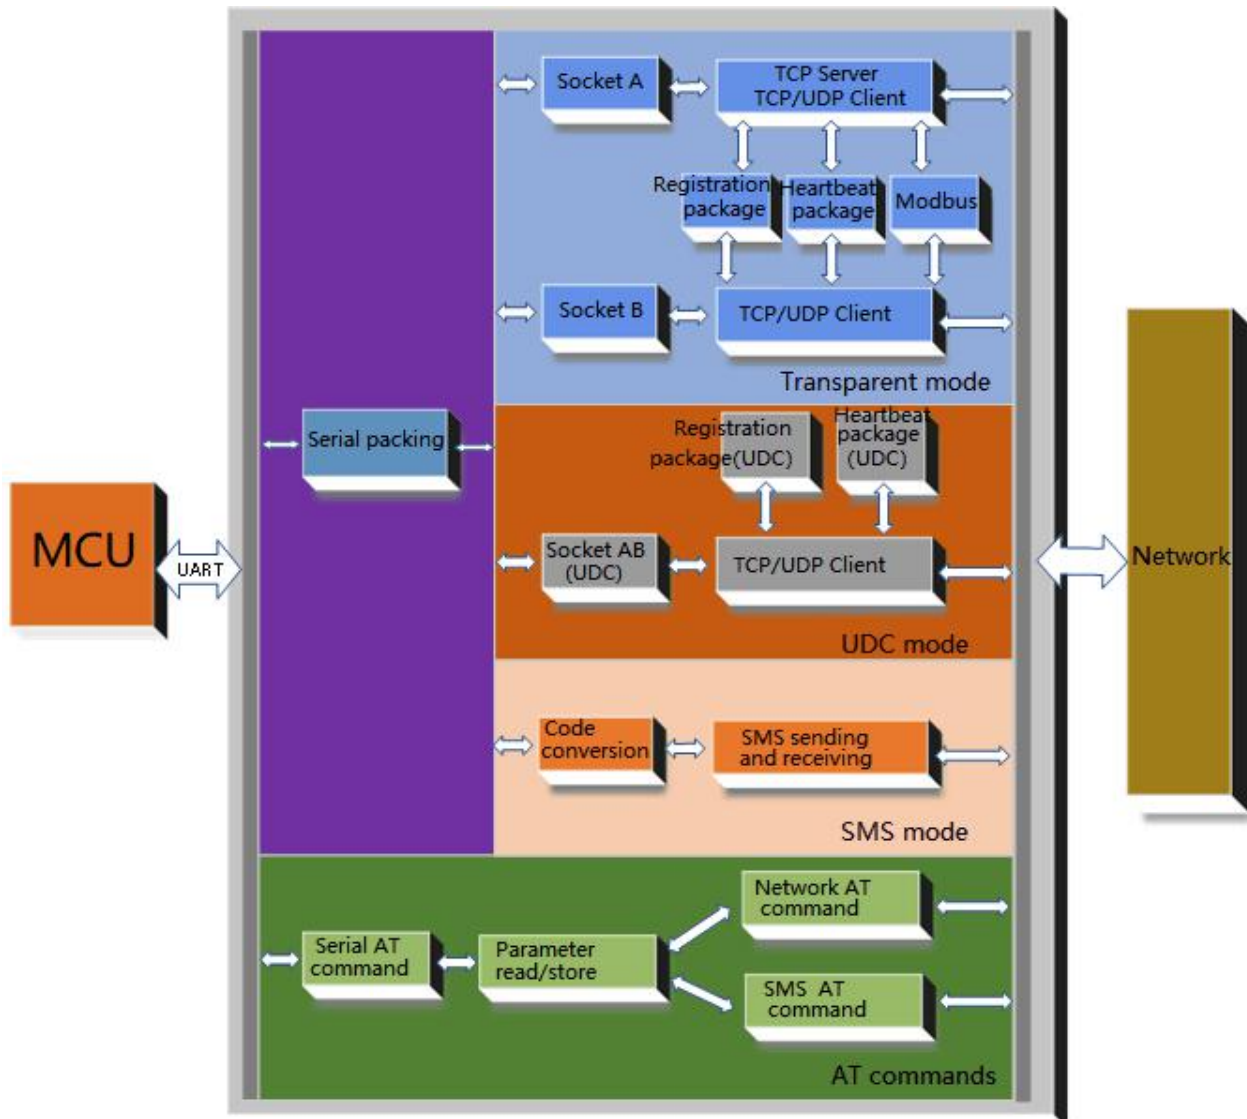 Socket A
TCP Server
TCP/UDP Client
Registration
package
Heartbeat
package
Modbus
Socket B
TCP/UDP Client
Transparent mode
Serial packing
Registration
package(UDC)
Heartbeat
package
(UDC)
MCU
UART
Socket AB
(UDC)
TCP/UDP Client
Network
UDC mode
Code
conversion
SMS sending
and receiving
SMS mode
Serial AT
command
Parameter
read/store
Network AT
command
SMS AT
command
AT commands